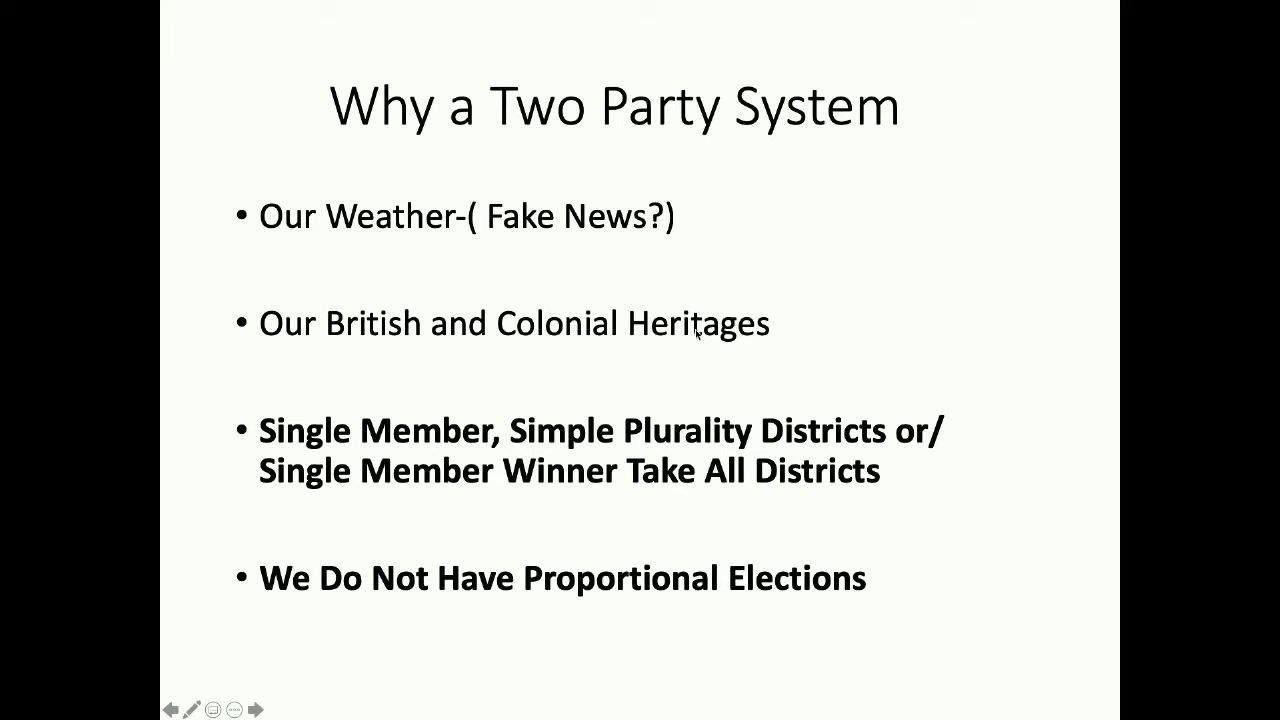 Why a Two Party System
• Our Weather-( Fake News?)
• Our British and Colonial Heritages
• Single Member, Simple Plurality Districts or/
Single Member Winner Take All Districts
• We Do Not Have Proportional Elections